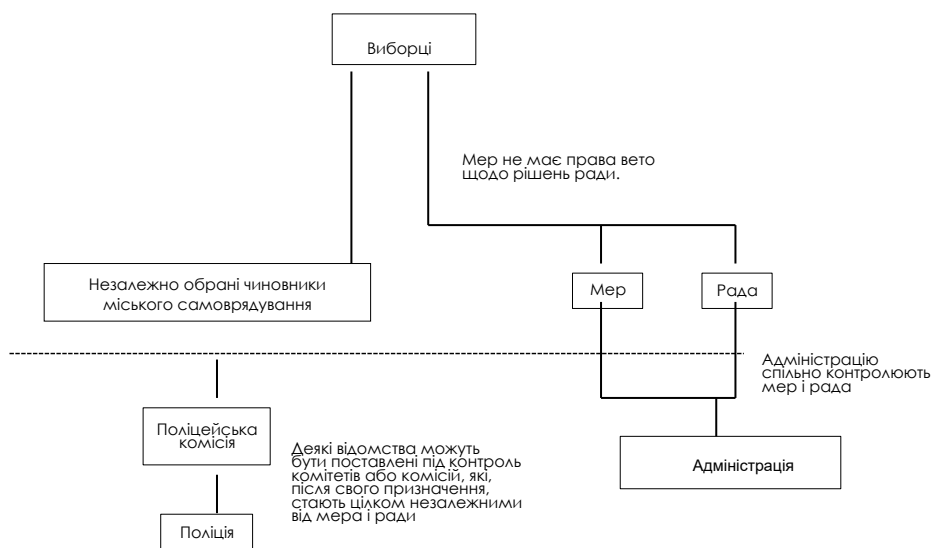 Виборці
Мер не має права вето
щодо рішень ради.
Незалежно обрані чиновники
міського самоврядування
Мер
Рада
Адміністрацію
спільно контролюють
мер і рада
Поліцейська
комісія
Деякі відомства можуть
бути поставлені під контроль
комітетів або комісій, які,
після свого призначення,
стають цілком незалежними
від мера і ради
Адміністрація
Поліція